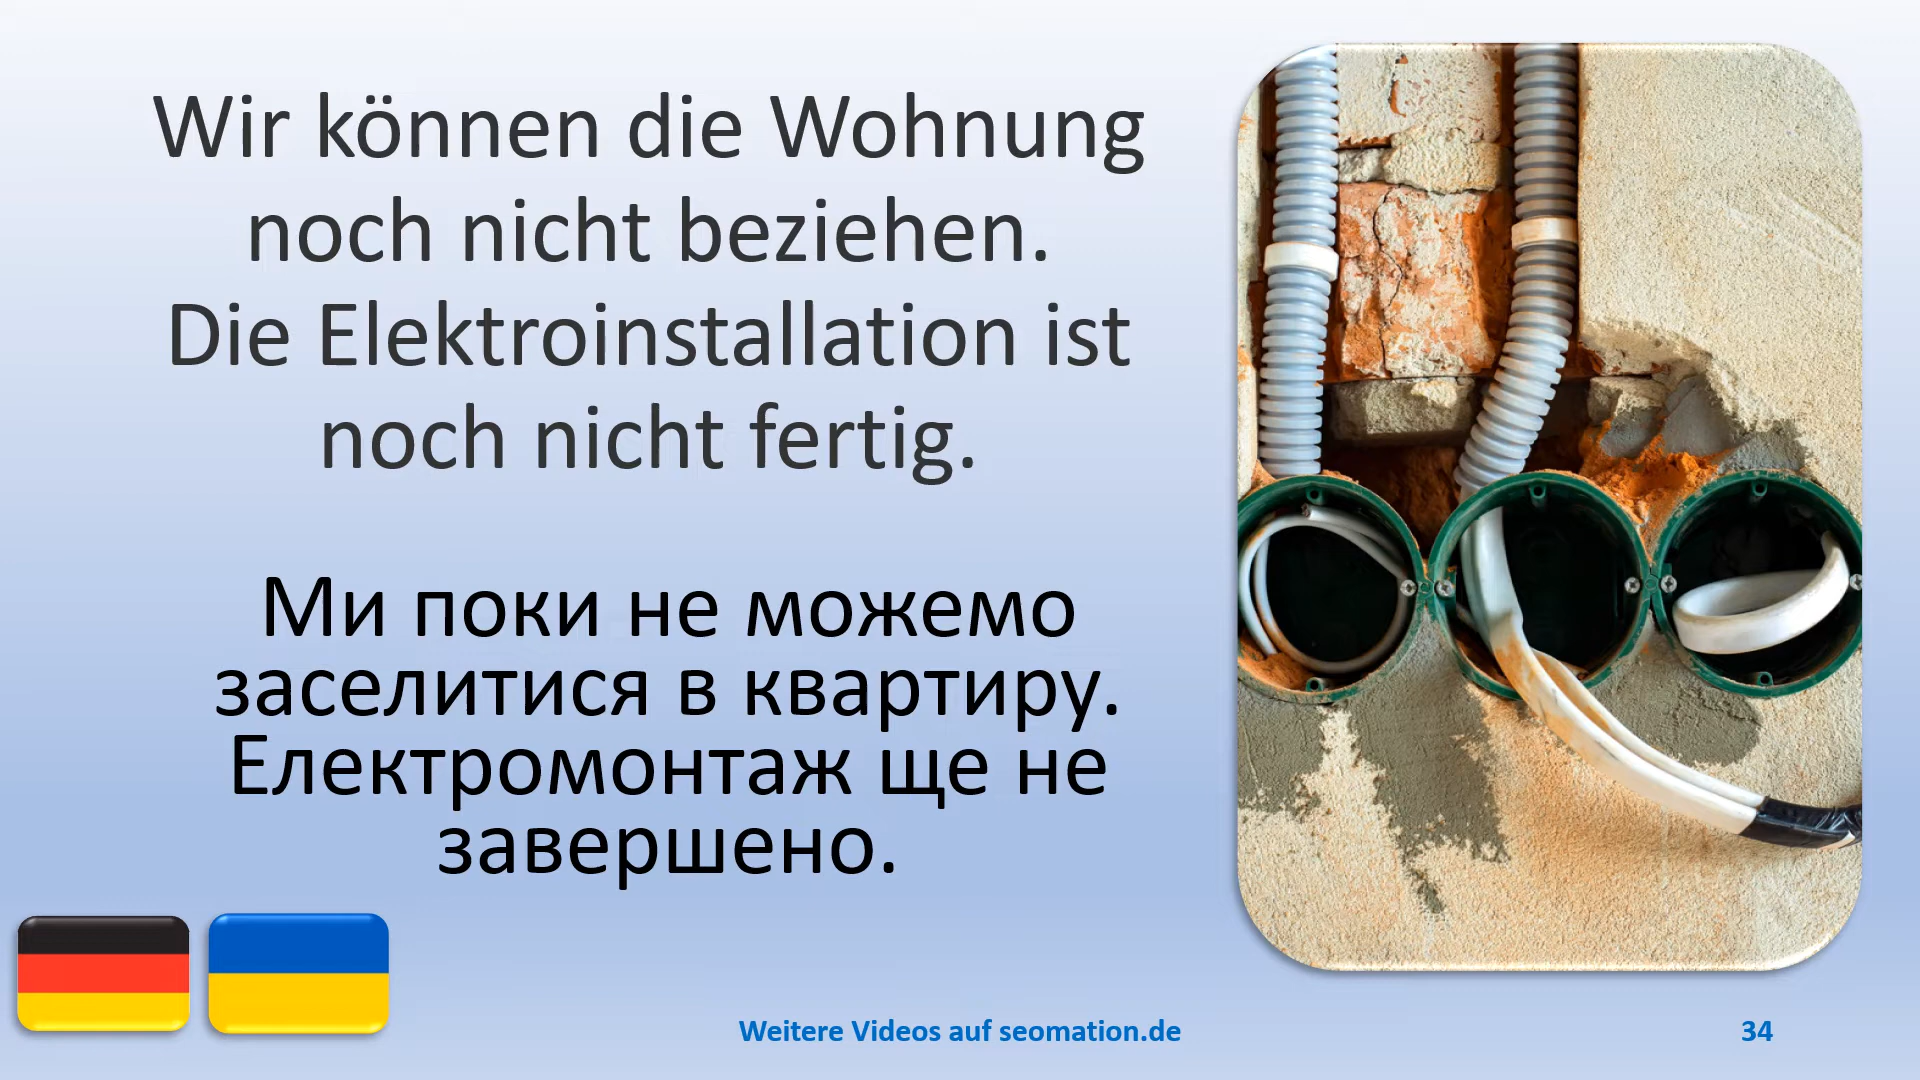 Wir können die Wohnung
noch nicht beziehen.
Die Elektroinstallation ist
noch nicht fertig.
Ми поки не можемо
заселитися в квартиру.
Електромонтаж ще не
завершено.
Weitere Videos auf seomation.de
34